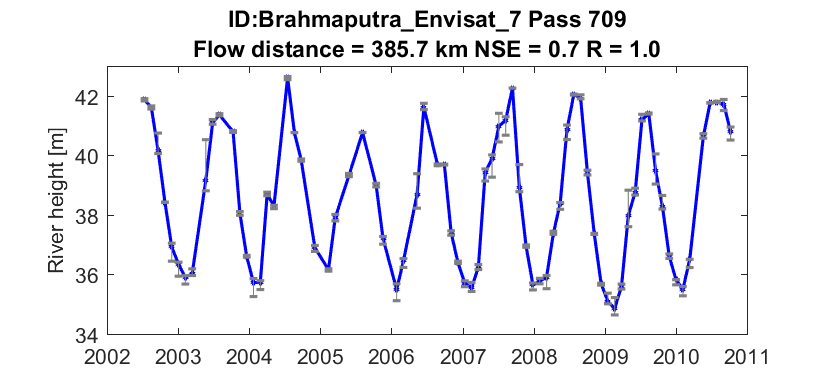 ID:Brahmaputra_Envisat_7 Pass 709
Flow distance = 385.7 km NSE = 0.7 R = 1.0
River height [m]
42
40
38
36
34
2002 2003 2004 2005 2006 2007 2008 2009 2010 2011